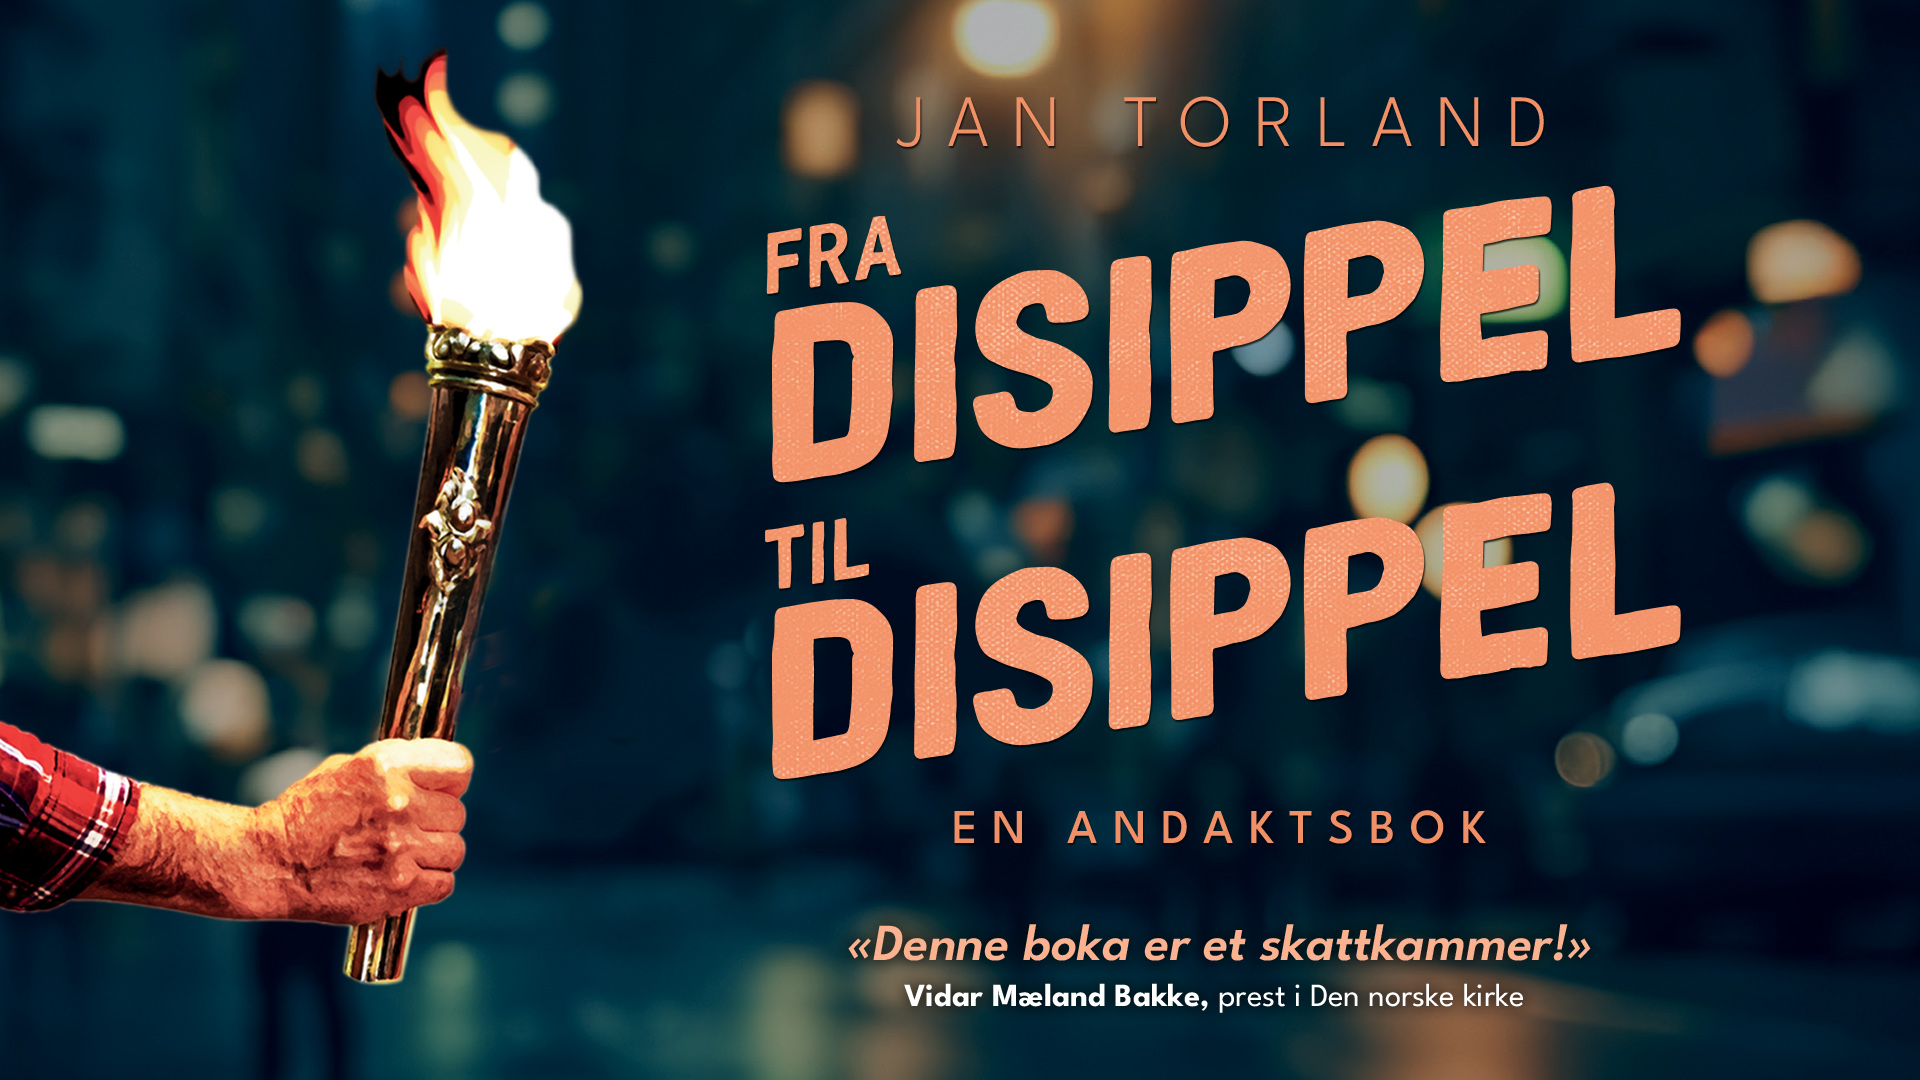 JAN TORLAND
FRA
DISIPPEL
TIL
DISIPPEL
EN ANDAKTSBOK
«Denne boka er et skattkammer!»
Vidar Mæland Bakke, prest i Den norske kirke